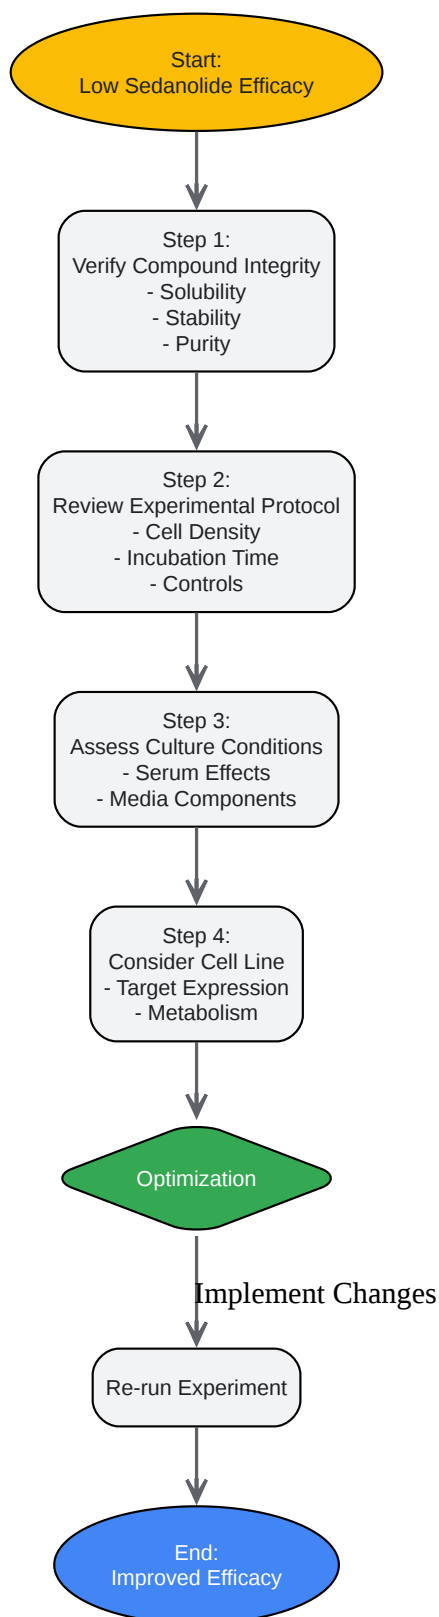 Start:
Low Sedanolide Efficacy
Step 1:
Verify Compound Integrity
- Solubility
- Stability
- Purity
Step 2:
Review Experimental Protocol
- Cell Density
- Incubation Time
- Controls
Step 3:
Assess Culture Conditions
- Serum Effects
- Media Components
Step 4:
Consider Cell Line
- Target Expression
- Metabolism
Optimization
Implement Changes
Re-run Experiment
End:
Improved Efficacy